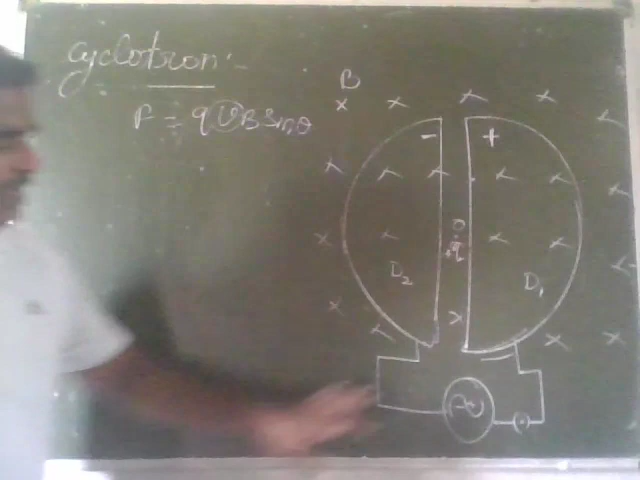 cyclotron:-
F = qVB sinθ
B
- +
+q
D₂ D₁